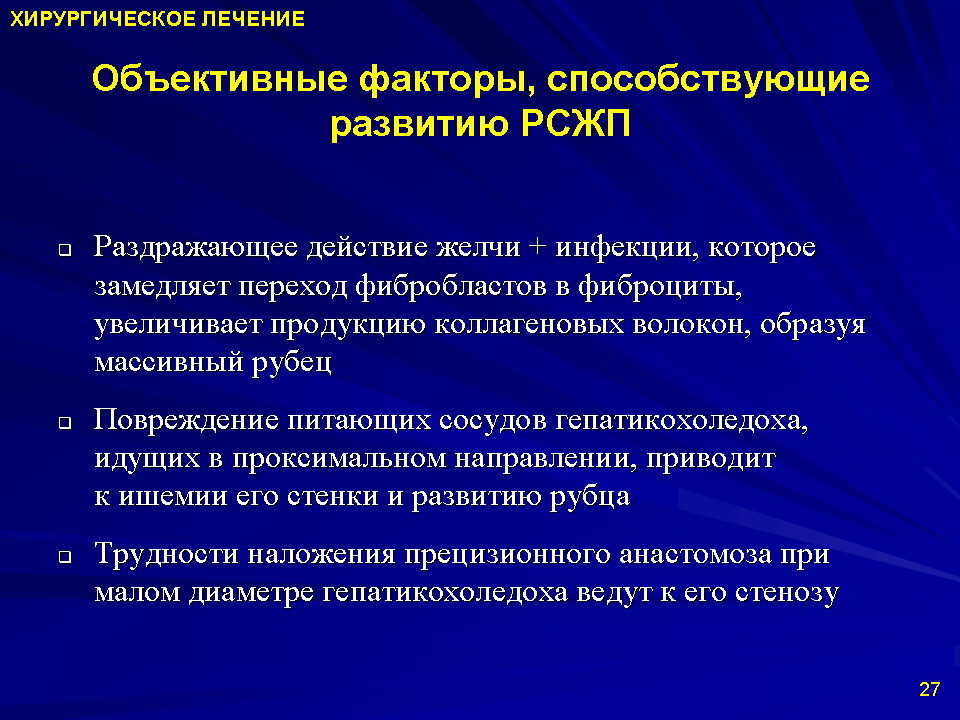 ХИРУРГИЧЕСКОЕ ЛЕЧЕНИЕ
Объективные факторы, способствующие
развитию РСЖП
Раздражающее действие желчи + инфекции, которое
замедляет переход фибробластов в фиброциты,
увеличивает продукцию коллагеновых волокон, образуя
массивный рубец
Повреждение питающих сосудов гепатикохоледоха,
идущих в проксимальном направлении, приводит
к ишемии его стенки и развитию рубца
Трудности наложения прецизионного анастомоза при
малом диаметре гепатикохоледоха ведут к его стенозу
27